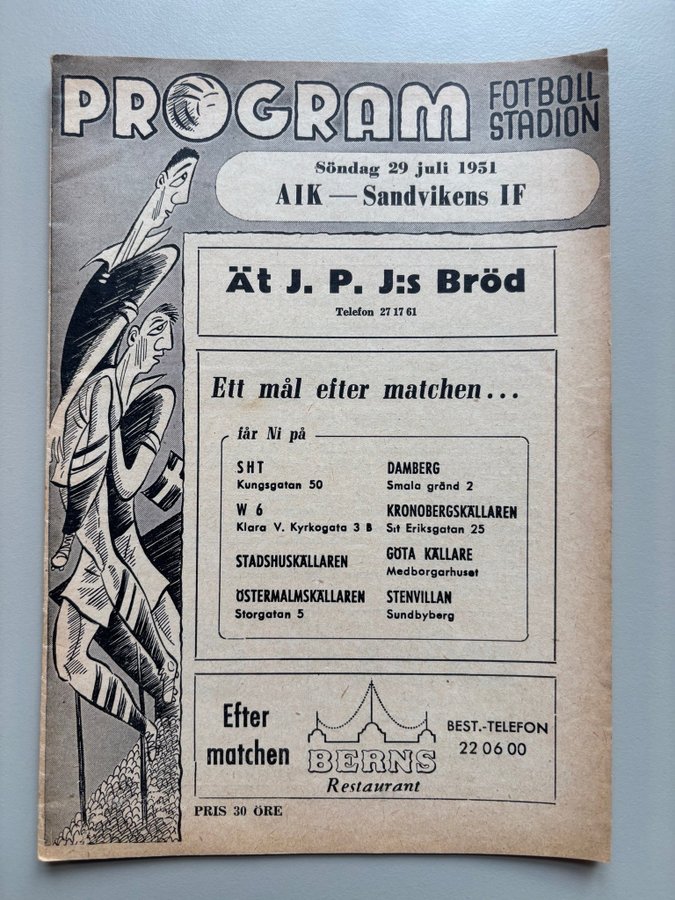 PROGRAM
FOTBOLL
STADION
Söndag 29 juli 1951
AIK — Sandvikens IF
Ät J. P. J:s Bröd
Telefon 27 17 61
Ett mål efter matchen...
får Ni på
SHT
Kungsgatan 50
W 6
Klara V. Kyrkogata 3 B
STADSHUSKÄLLAREN
ÖSTERMALMSKÄLLAREN
Storgatan 5
DAMBERG
Smala gränd 2
KRONOBERGSKÄLLAREN
S:t Eriksgatan 25
GÖTA KÄLLARE
Medborgarhuset
STENVILLAN
Sundbyberg
Efter
matchen
BERNS
Restaurant
BEST.-TELEFON
22 06 00
PRIS 30 ÖRE